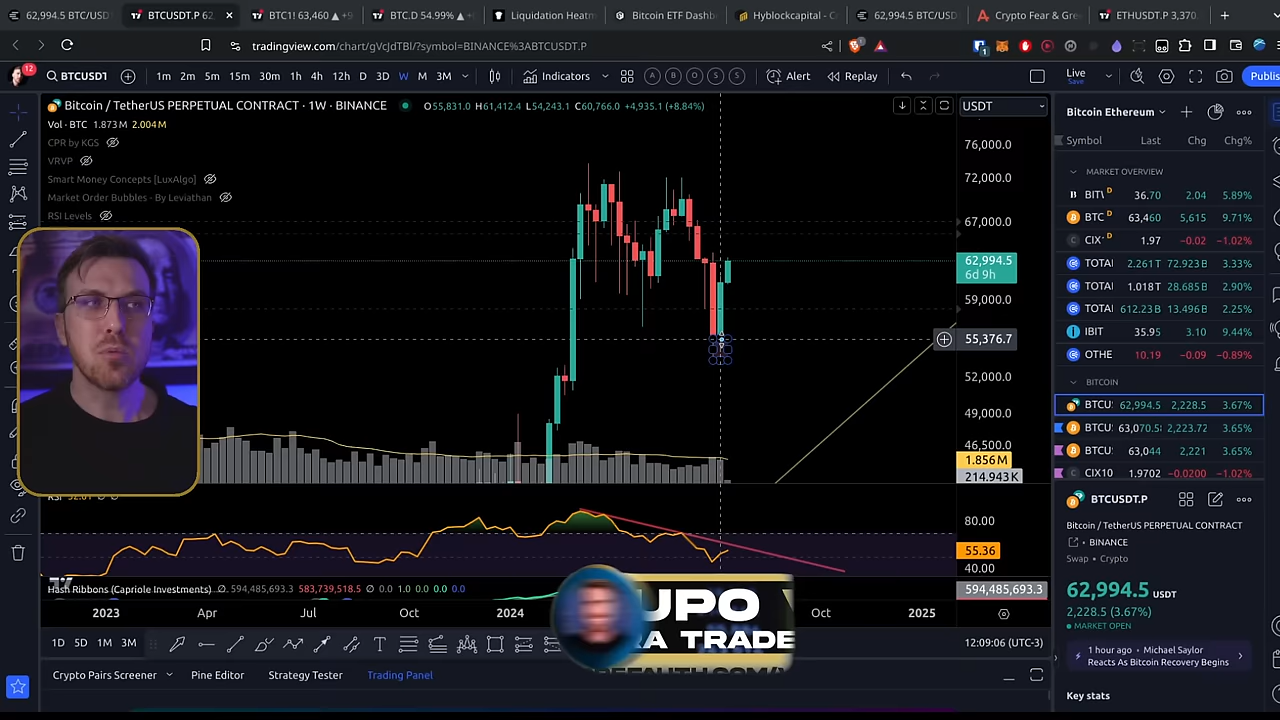 62,994.5 BTC/USD
BTCUSDT.P 62.
BTC1! 63,460
BTC.D 54.99%
Liquidation Heatm
Bitcoin ETF Dashb
Hyblockcapital - C
62,994.5 BTC/USD
Crypto Fear & Gre
ETHUSDT.P 3,370.
tradingview.com/chart/gVcJdTBI/?symbol=BINANCE%3ABTCUSDT.P
12
BTCUSD1
1m 2m 5m 15m 30m 1h 4h 12h D 3D W M 3M
Indicators
A B O S S
Alert
Replay
Live
Save
Publis
Bitcoin / TetherUS PERPETUAL CONTRACT · 1W · BINANCE
O55,831.0 H61,412.4 L54,243.1 C60,766.0 +4,935.1 (+8.84%)
USDT
Vol · BTC 1.873 M 2.004 M
CPR by KGS
VRVP
Smart Money Concepts [LuxAlgo]
Market Order Bubbles - By Leviathan
RSI Levels
76,000.0
72,000.0
67,000.0
62,994.5
6d 9h
59,000.0
55,376.7
52,000.0
49,000.0
46,500.0
1.856 M
214.943 K
80.00
55.36
40.00
Hash Ribbons (Capriole Investments) ∅. 594,485,693.3 583,739,518.5 ∅ 0.0 1.0 0.0 0.0 0.0
594,485,693.3
2023 Apr Jul Oct 2024 Oct 2025
UPO
RA TRADE
1D 5D 1M 3M
12:09:06 (UTC-3)
Crypto Pairs Screener
Pine Editor
Strategy Tester
Trading Panel
Bitcoin Ethereum
Symbol Last Chg Chg%
MARKET OVERVIEW
BIT\ D 36.70 2.04 5.89%
BTC D 63,460 5,615 9.71%
CIX' D 1.97 −0.02 −1.02%
TOTAl 2.261 T 72.923 B 3.33%
TOTAl 1.018 T 28.685 B 2.90%
TOTAl 612.23 B 13.496 B 2.25%
IBIT 35.95 3.10 9.44%
OTHE 10.19 −0.09 −0.89%
BITCOIN
BTCU: 62,994.5 2,228.5 3.67%
BTCU: 63,070.5 2,223.72 3.65%
BTCU: 63,044 2,221 3.65%
CIX10 1.9702 −0.0200 −1.02%
BTCUSDT.P
Bitcoin / TetherUS PERPETUAL CONTRACT
BINANCE
Swap • Crypto
62,994.5 USDT
2,228.5 (3.67%)
MARKET OPEN
1 hour ago • Michael Saylor
Reacts As Bitcoin Recovery Begins
Key stats